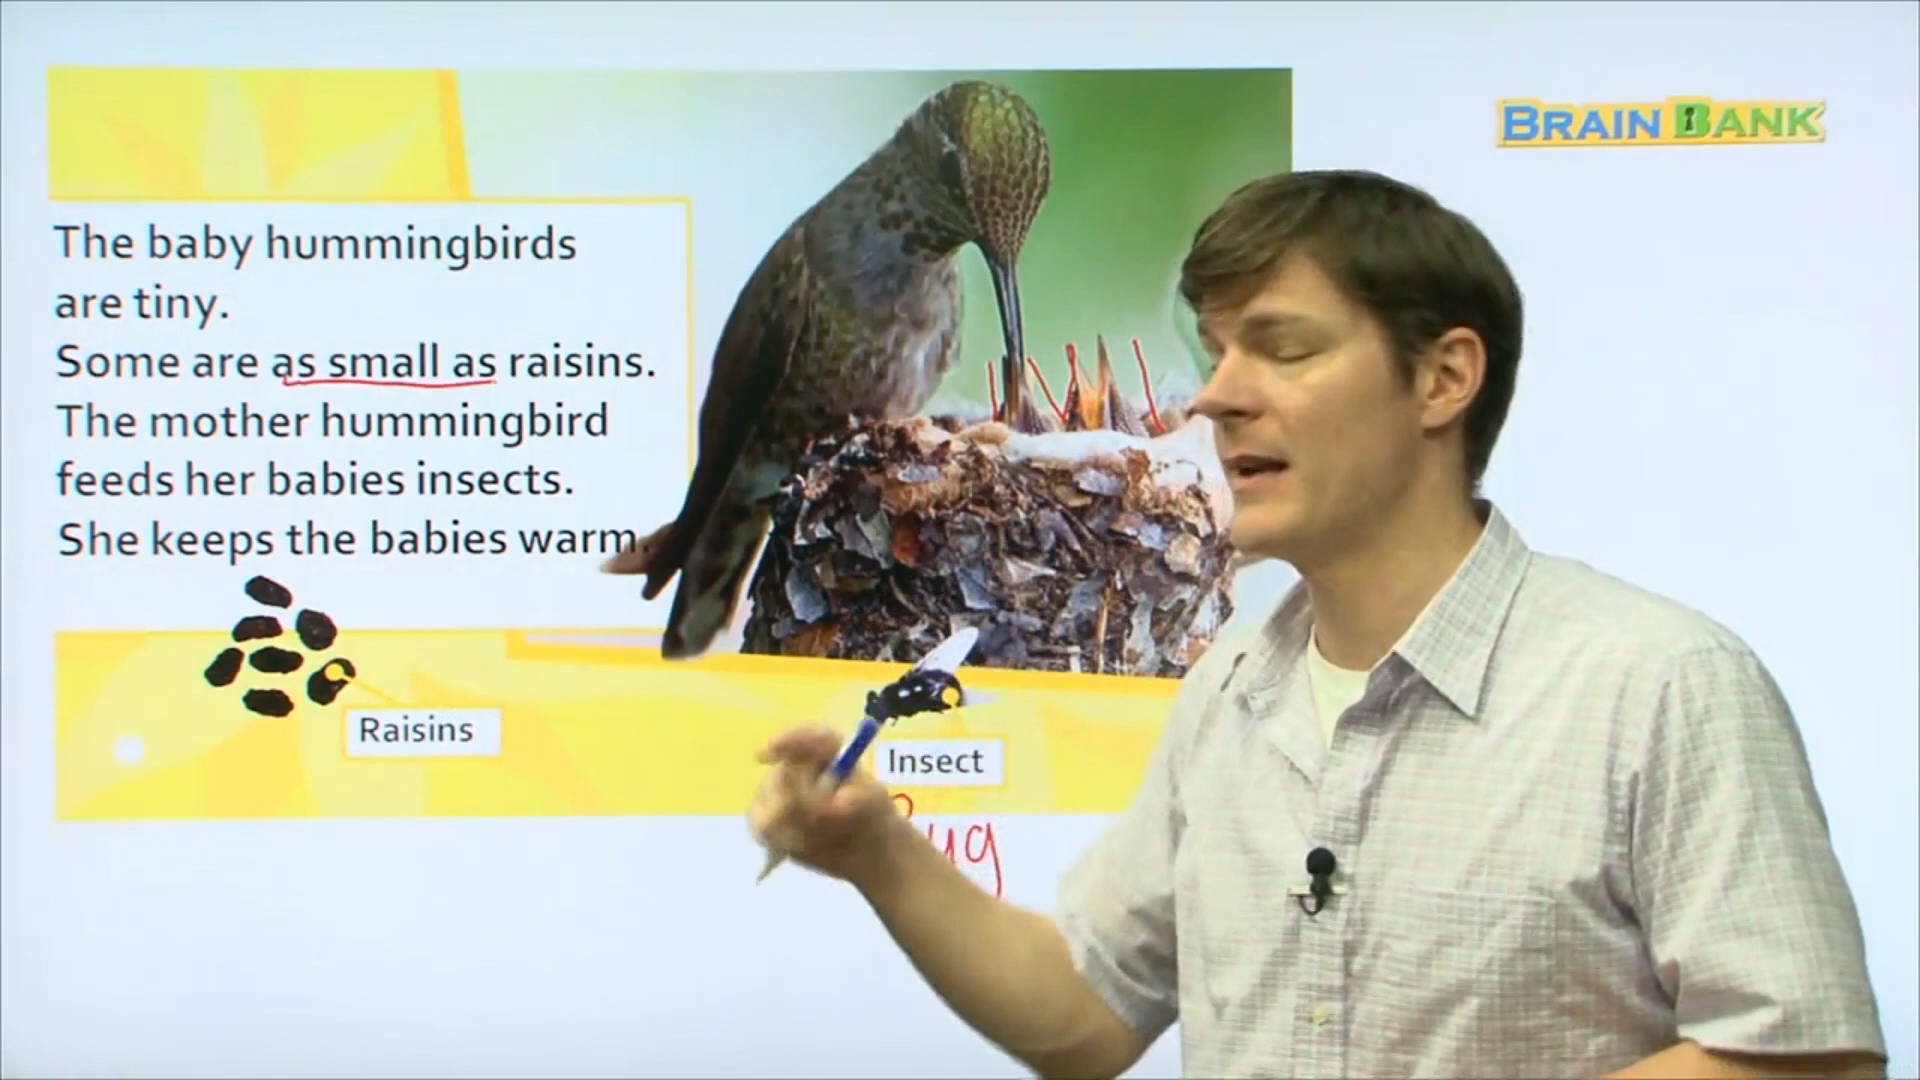 BRAIN BANK
The baby hummingbirds
are tiny.
Some are as small as raisins.
The mother hummingbird
feeds her babies insects.
She keeps the babies warm.
Raisins
Insect
Bug